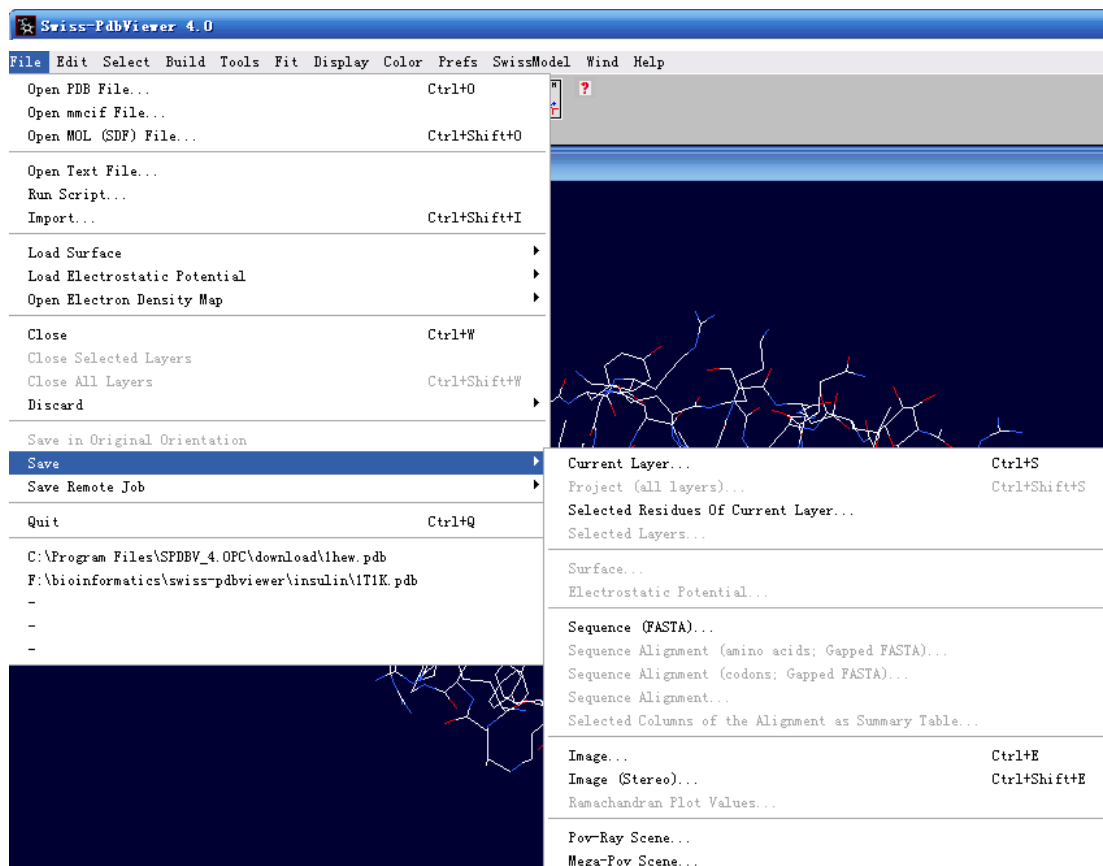 Swiss-PdbViewer 4.0
File Edit Select Build Tools Fit Display Color Prefs SwissModel Wind Help
?
Open PDB File... Ctrl+O
Open mmcif File...
Open MOL (SDF) File... Ctrl+Shift+O
Open Text File...
Run Script...
Import... Ctrl+Shift+I
Load Surface
Load Electrostatic Potential
Open Electron Density Map
Close Ctrl+W
Close Selected Layers
Close All Layers Ctrl+Shift+W
Discard
Save in Original Orientation
Save
Save Remote Job
Quit Ctrl+Q
C:\Program Files\SPDBV_4.OPC\download\1hew.pdb
F:\bioinformatics\swiss-pdbviewer\insulin\1T1K.pdb
-
-
-
Current Layer... Ctrl+S
Project (all layers)... Ctrl+Shift+S
Selected Residues Of Current Layer...
Selected Layers...
Surface...
Electrostatic Potential...
Sequence (FASTA)...
Sequence Alignment (amino acids; Gapped FASTA)...
Sequence Alignment (codons; Gapped FASTA)...
Sequence Alignment...
Selected Columns of the Alignment as Summary Table...
Image... Ctrl+E
Image (Stereo)... Ctrl+Shift+E
Ramachandran Plot Values...
Pov-Ray Scene...
Mega-Pov Scene...